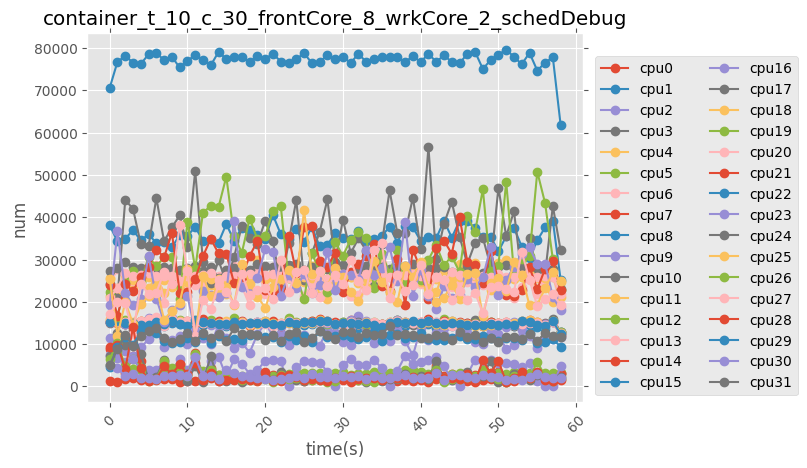 container_t_10_c_30_frontCore_8_wrkCore_2_schedDebug
80000
70000
60000
50000
40000
30000
20000
10000
0
num
0 10 20 30 40 50 60
time(s)
cpu0 cpu16
cpu1 cpu17
cpu2 cpu18
cpu3 cpu19
cpu4 cpu20
cpu5 cpu21
cpu6 cpu22
cpu7 cpu23
cpu8 cpu24
cpu9 cpu25
cpu10 cpu26
cpu11 cpu27
cpu12 cpu28
cpu13 cpu29
cpu14 cpu30
cpu15 cpu31